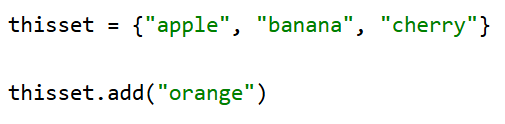 thisset = {"apple", "banana", "cherry"}
thisset.add("orange")